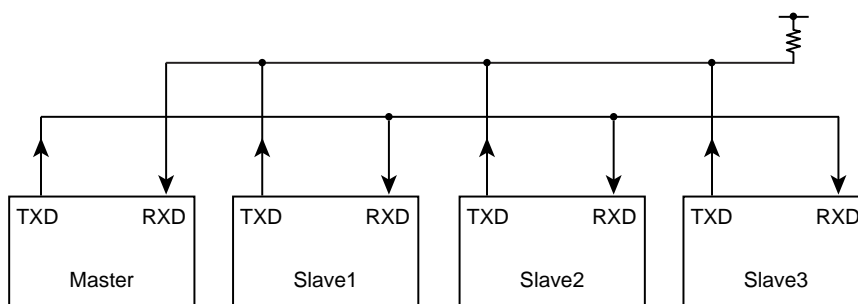 TXD RXD TXD RXD TXD RXD TXD RXD
Master Slave1 Slave2 Slave3